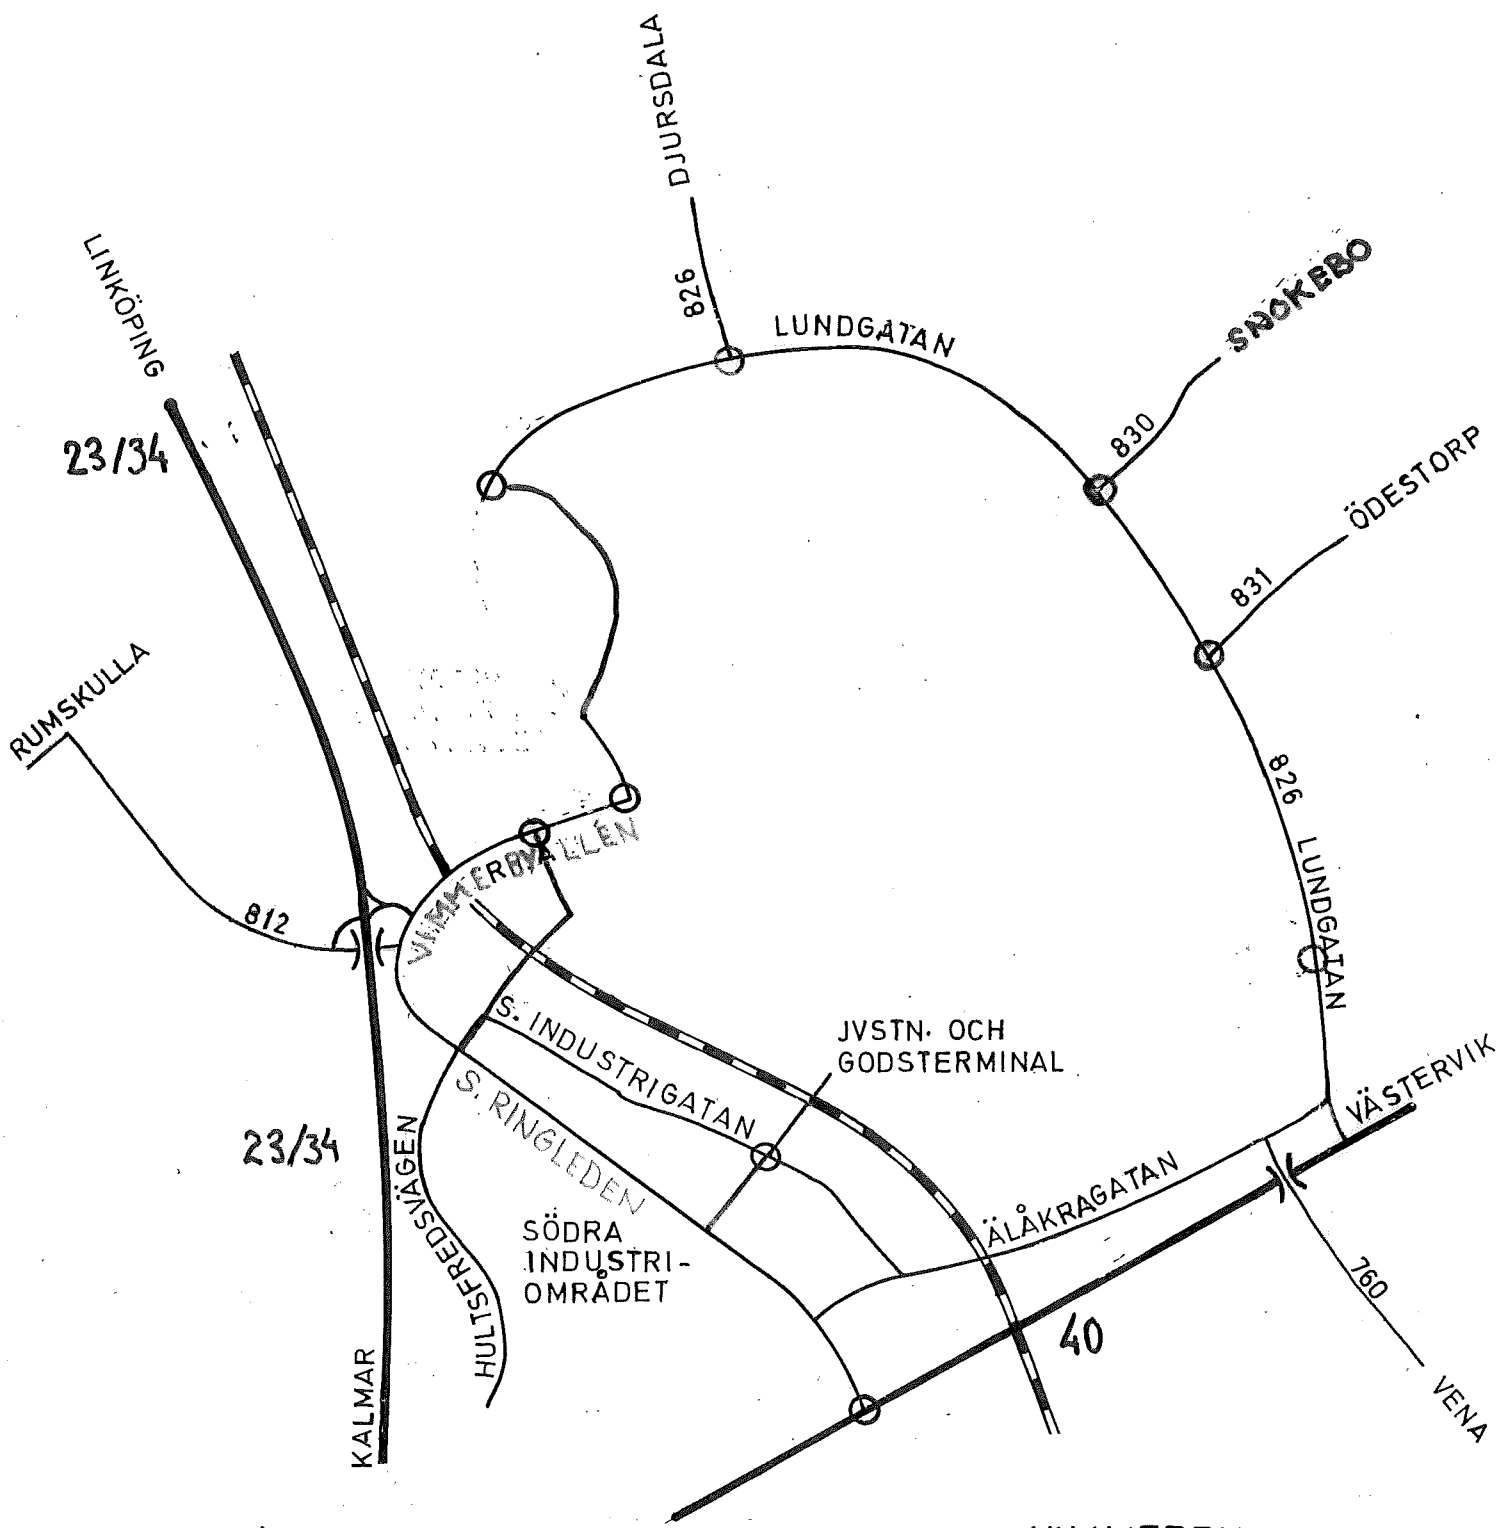 DJURSDALA
826
LUNDGATAN
LINKÖPING
23/34
SNOKEBO
830
ÖDESTORP
831
RUMSKULLA
812
826
LUNDGATAN
VIMMERBYALLÉN
S. INDUSTRIGATAN
JVSTN. OCH
GODSTERMINAL
VÄSTERVIK
S. RINGLEDEN
23/34
HULTSFREDSVÄGEN
SÖDRA
INDUSTRI-
OMRÅDET
ÄLÅKRAGATAN
760
40
KALMAR
VENA